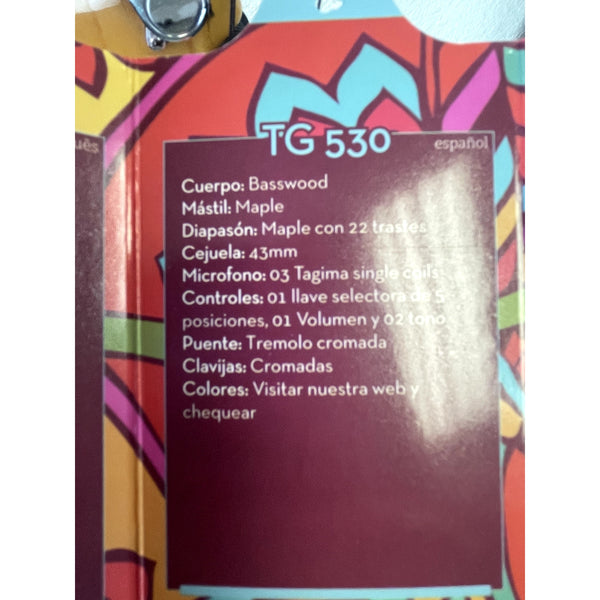 TG 530
español
Cuerpo: Basswood
Mástil: Maple
Diapasón: Maple con 22 trastes
Cejuela: 43mm
Microfono: 03 Tagima single coils
Controles: 01 llave selectora de 5
posiciones, 01 Volumen y 02 tono
Puente: Tremolo cromada
Clavijas: Cromadas
Colores: Visitar nuestra web y
chequear